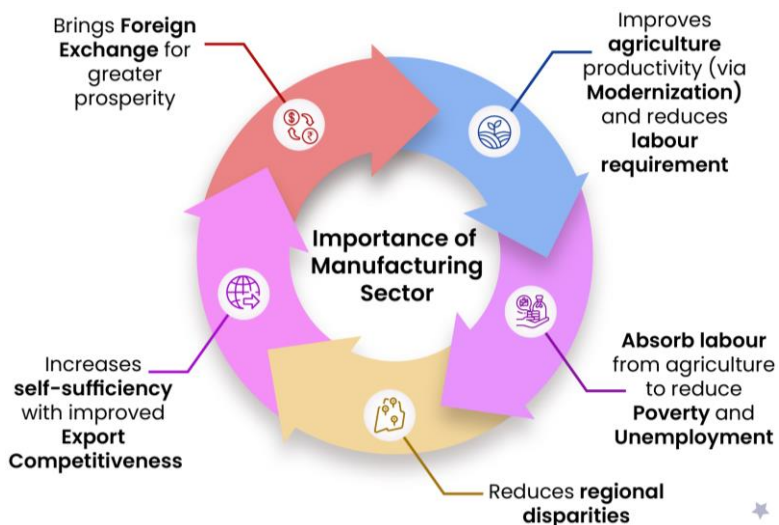 Importance of
Manufacturing
Sector
Brings Foreign
Exchange for
greater
prosperity
Improves
agriculture
productivity (via
Modernization)
and reduces
labour
requirement
Absorb labour
from agriculture
to reduce
Poverty and
Unemployment
Reduces regional
disparities
Increases
self-sufficiency
with improved
Export
Competitiveness
$
₹